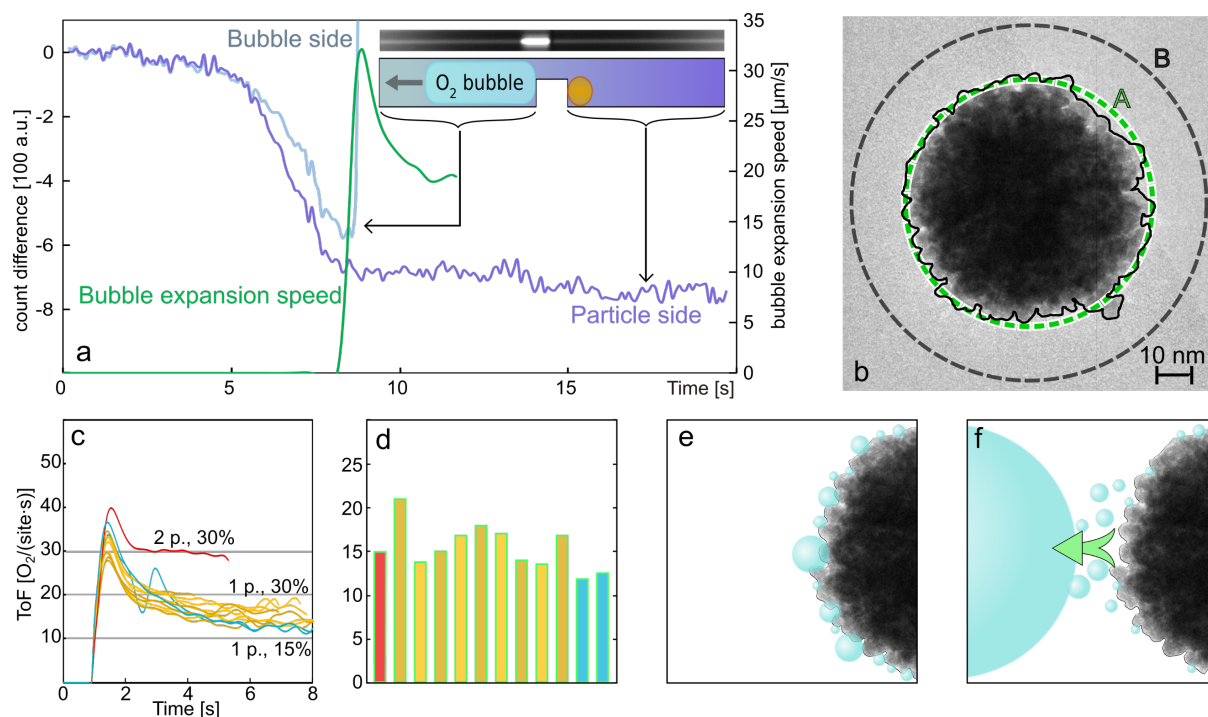 Bubble side
O2 bubble
count difference [100 a.u.]
0
-2
-4
-6
-8
35
30
25
20
15
10
5
0
bubble expansion speed [µm/s]
Bubble expansion speed
Particle side
a
0
5
10
15
Time [s]
B
A
b
10 nm
c
ToF [O2/(site·s)]
50
40
30
20
10
0
2 p., 30%
1 p., 30%
1 p., 15%
0
2
4
6
8
Time [s]
d
25
20
15
10
5
0
e
f